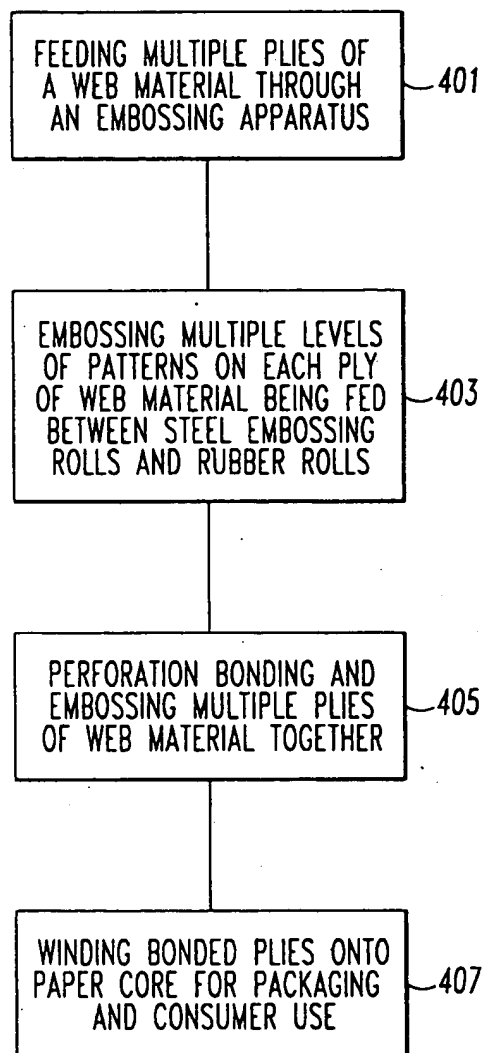 FEEDING MULTIPLE PLIES OF
A WEB MATERIAL THROUGH
AN EMBOSSING APPARATUS
401
EMBOSSING MULTIPLE LEVELS
OF PATTERNS ON EACH PLY
OF WEB MATERIAL BEING FED
BETWEEN STEEL EMBOSSING
ROLLS AND RUBBER ROLLS
403
PERFORATION BONDING AND
EMBOSSING MULTIPLE PLIES
OF WEB MATERIAL TOGETHER
405
WINDING BONDED PLIES ONTO
PAPER CORE FOR PACKAGING
AND CONSUMER USE
407